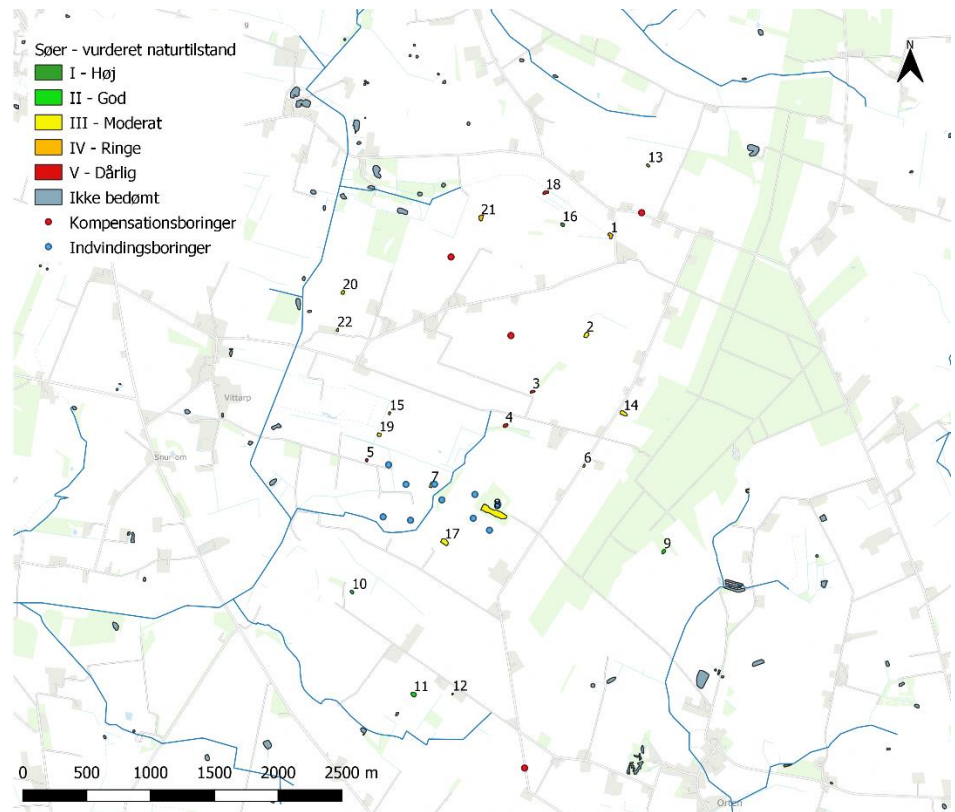 Søer - vurderet naturtilstand
I - Høj
II - God
III - Moderat
IV - Ringe
V - Dårlig
Ikke bedømt
Kompensationsboringer
Indvindingsboringer
N
13
18
21
16
1
20
22
2
3
14
15
4
19
5
6
7
8
17
9
10
11
12
Vittarp
Snurom
Orten
0 500 1000 1500 2000 2500 m